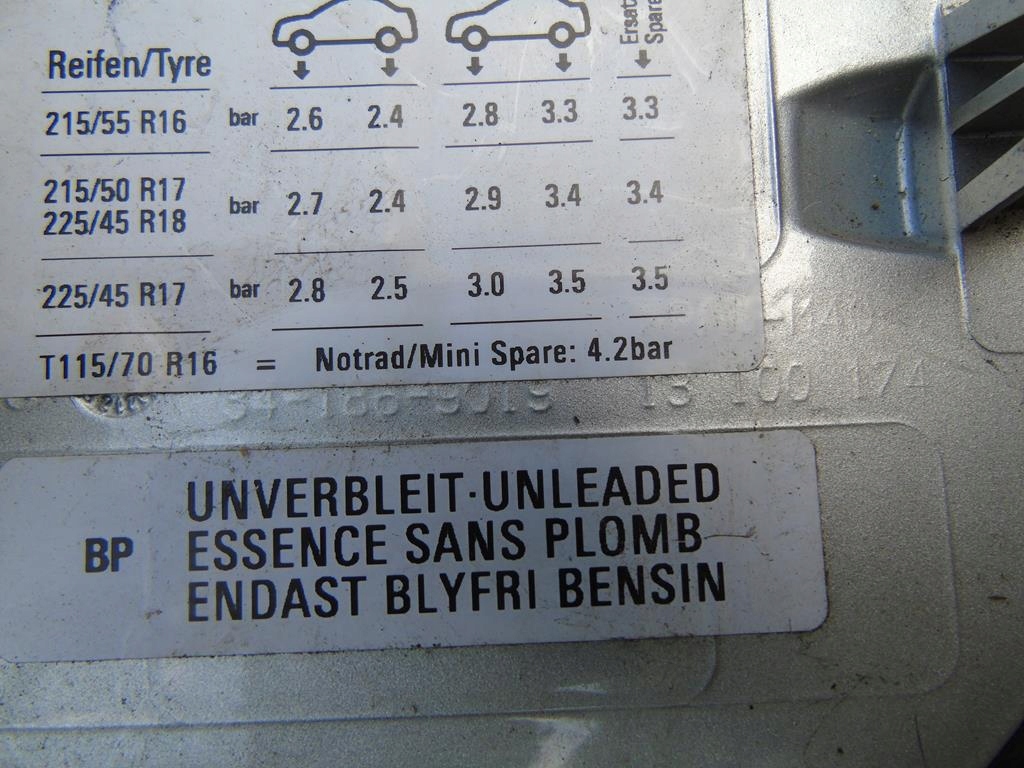 Ersatz
Spare
Reifen/Tyre
215/55 R16 bar 2.6 2.4 2.8 3.3 3.3
215/50 R17
225/45 R18 bar 2.7 2.4 2.9 3.4 3.4
225/45 R17 bar 2.8 2.5 3.0 3.5 3.5
T115/70 R16 = Notrad/Mini Spare: 4.2bar
13 100 174
UNVERBLEIT·UNLEADED
BP ESSENCE SANS PLOMB
ENDAST BLYFRI BENSIN